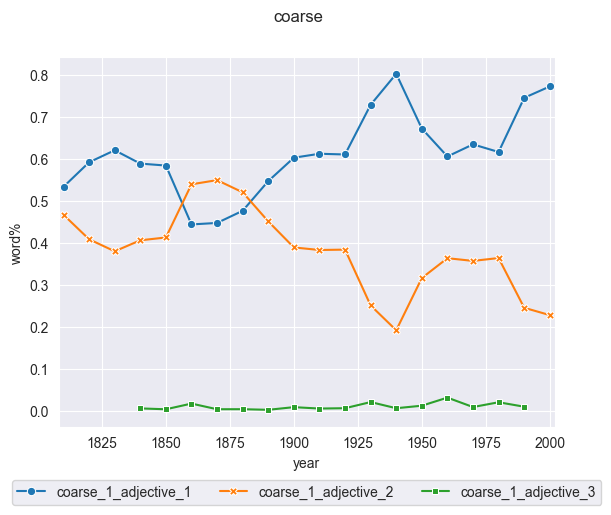 coarse
word%
0.8
0.7
0.6
0.5
0.4
0.3
0.2
0.1
0.0
1825 1850 1875 1900 1925 1950 1975 2000
year
coarse_1_adjective_1 coarse_1_adjective_2 coarse_1_adjective_3